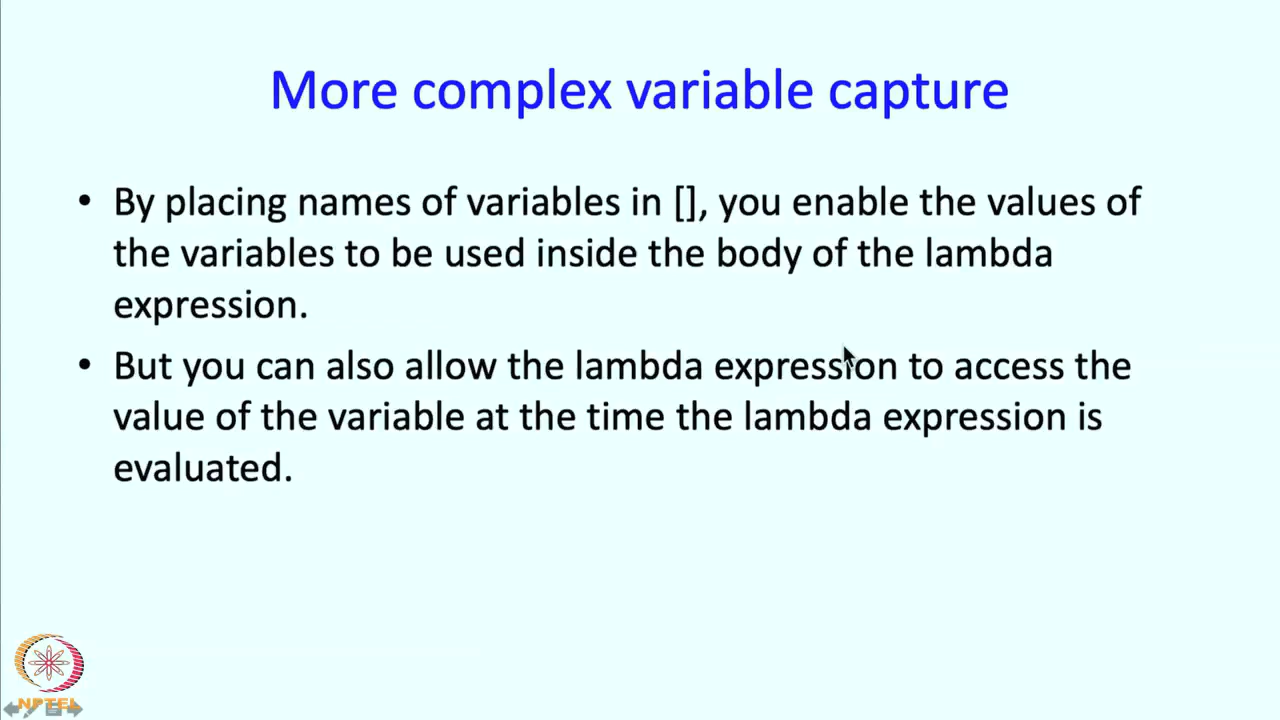 More complex variable capture
• By placing names of variables in [], you enable the values of
the variables to be used inside the body of the lambda
expression.
• But you can also allow the lambda expression to access the
value of the variable at the time the lambda expression is
evaluated.
NPTEL